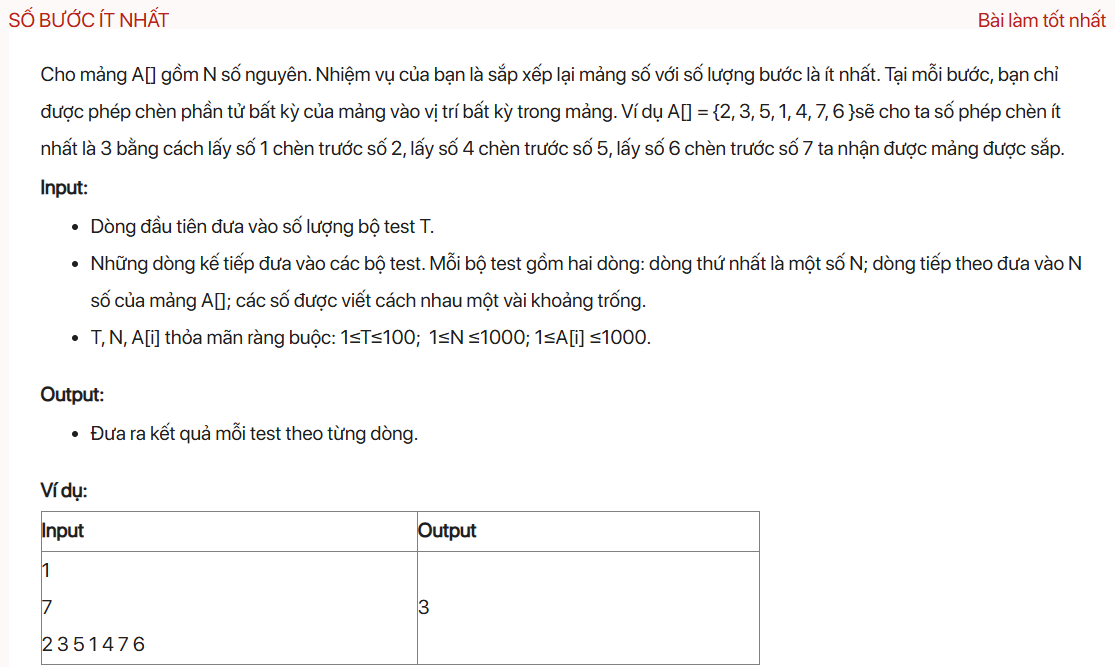 SỐ BƯỚC ÍT NHẤT
Bài làm tốt nhất
Cho mảng A[] gồm N số nguyên. Nhiệm vụ của bạn là sắp xếp lại mảng số với số lượng bước là ít nhất. Tại mỗi bước, bạn chỉ
được phép chèn phần tử bất kỳ của mảng vào vị trí bất kỳ trong mảng. Ví dụ A[] = {2, 3, 5, 1, 4, 7, 6 }sẽ cho ta số phép chèn ít
nhất là 3 bằng cách lấy số 1 chèn trước số 2, lấy số 4 chèn trước số 5, lấy số 6 chèn trước số 7 ta nhận được mảng được sắp.
Input:
• Dòng đầu tiên đưa vào số lượng bộ test T.
• Những dòng kế tiếp đưa vào các bộ test. Mỗi bộ test gồm hai dòng: dòng thứ nhất là một số N; dòng tiếp theo đưa vào N
số của mảng A[]; các số được viết cách nhau một vài khoảng trống.
• T, N, A[i] thỏa mãn ràng buộc: 1≤T≤100; 1≤N ≤1000; 1≤A[i] ≤1000.
Output:
• Đưa ra kết quả mỗi test theo từng dòng.
Ví dụ:
Input
Output
1
7
2 3 5 1 4 7 6
3